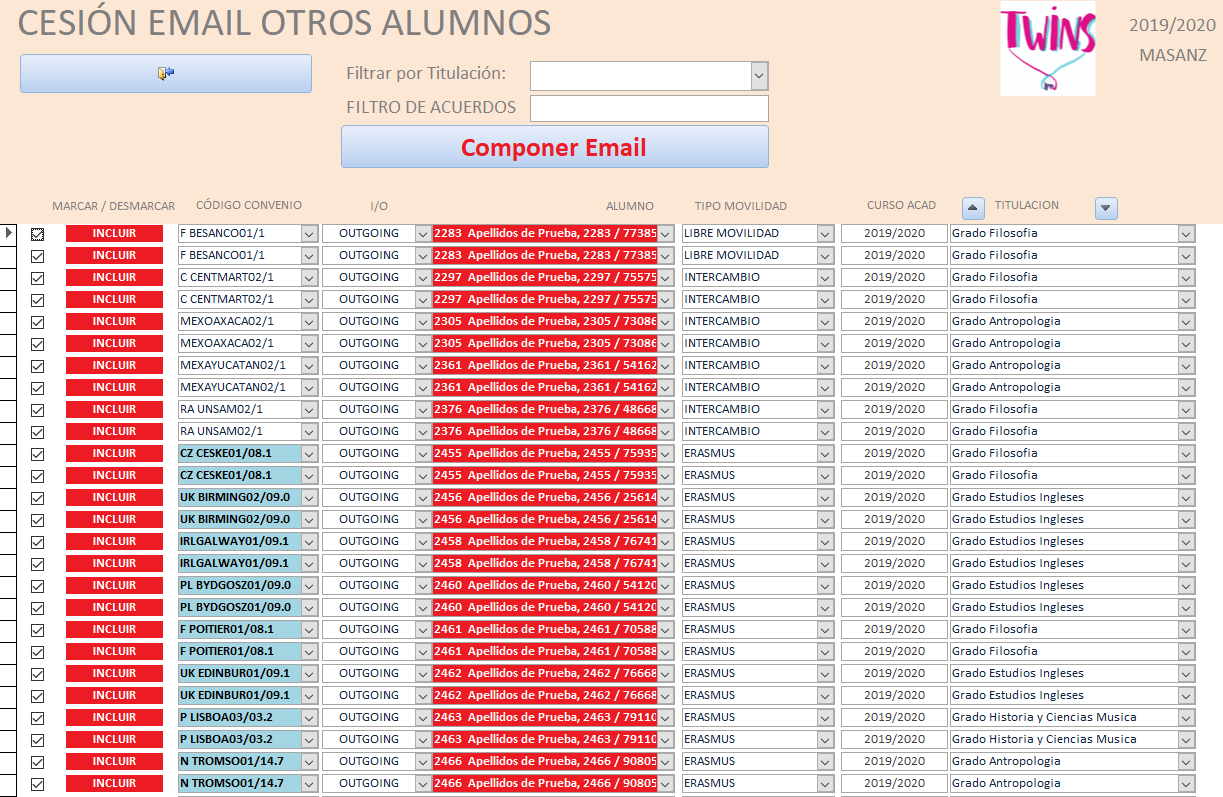 CESIÓN EMAIL OTROS ALUMNOS
TWINS
2019/2020
MASANZ
Filtrar por Titulación:
FILTRO DE ACUERDOS
Componer Email
MARCAR / DESMARCAR CÓDIGO CONVENIO I/O ALUMNO TIPO MOVILIDAD CURSO ACAD TITULACION
INCLUIR F BESANCO01/1 OUTGOING 2283 Apellidos de Prueba, 2283 / 77385 LIBRE MOVILIDAD 2019/2020 Grado Filosofia
INCLUIR F BESANCO01/1 OUTGOING 2283 Apellidos de Prueba, 2283 / 77385 LIBRE MOVILIDAD 2019/2020 Grado Filosofia
INCLUIR C CENTMART02/1 OUTGOING 2297 Apellidos de Prueba, 2297 / 75575 INTERCAMBIO 2019/2020 Grado Filosofia
INCLUIR C CENTMART02/1 OUTGOING 2297 Apellidos de Prueba, 2297 / 75575 INTERCAMBIO 2019/2020 Grado Filosofia
INCLUIR MEXOAXACA02/1 OUTGOING 2305 Apellidos de Prueba, 2305 / 73086 INTERCAMBIO 2019/2020 Grado Antropologia
INCLUIR MEXOAXACA02/1 OUTGOING 2305 Apellidos de Prueba, 2305 / 73086 INTERCAMBIO 2019/2020 Grado Antropologia
INCLUIR MEXAYUCATAN02/1 OUTGOING 2361 Apellidos de Prueba, 2361 / 54162 INTERCAMBIO 2019/2020 Grado Antropologia
INCLUIR MEXAYUCATAN02/1 OUTGOING 2361 Apellidos de Prueba, 2361 / 54162 INTERCAMBIO 2019/2020 Grado Antropologia
INCLUIR RA UNSAM02/1 OUTGOING 2376 Apellidos de Prueba, 2376 / 48668 INTERCAMBIO 2019/2020 Grado Filosofia
INCLUIR RA UNSAM02/1 OUTGOING 2376 Apellidos de Prueba, 2376 / 48668 INTERCAMBIO 2019/2020 Grado Filosofia
INCLUIR CZ CESKE01/08.1 OUTGOING 2455 Apellidos de Prueba, 2455 / 75935 ERASMUS 2019/2020 Grado Filosofia
INCLUIR CZ CESKE01/08.1 OUTGOING 2455 Apellidos de Prueba, 2455 / 75935 ERASMUS 2019/2020 Grado Filosofia
INCLUIR UK BIRMING02/09.0 OUTGOING 2456 Apellidos de Prueba, 2456 / 25614 ERASMUS 2019/2020 Grado Estudios Ingleses
INCLUIR UK BIRMING02/09.0 OUTGOING 2456 Apellidos de Prueba, 2456 / 25614 ERASMUS 2019/2020 Grado Estudios Ingleses
INCLUIR IRLGALWAY01/09.1 OUTGOING 2458 Apellidos de Prueba, 2458 / 76741 ERASMUS 2019/2020 Grado Estudios Ingleses
INCLUIR IRLGALWAY01/09.1 OUTGOING 2458 Apellidos de Prueba, 2458 / 76741 ERASMUS 2019/2020 Grado Estudios Ingleses
INCLUIR PL BYDGOSZ01/09.0 OUTGOING 2460 Apellidos de Prueba, 2460 / 54120 ERASMUS 2019/2020 Grado Estudios Ingleses
INCLUIR PL BYDGOSZ01/09.0 OUTGOING 2460 Apellidos de Prueba, 2460 / 54120 ERASMUS 2019/2020 Grado Estudios Ingleses
INCLUIR F POITIER01/08.1 OUTGOING 2461 Apellidos de Prueba, 2461 / 70588 ERASMUS 2019/2020 Grado Filosofia
INCLUIR F POITIER01/08.1 OUTGOING 2461 Apellidos de Prueba, 2461 / 70588 ERASMUS 2019/2020 Grado Filosofia
INCLUIR UK EDINBUR01/09.1 OUTGOING 2462 Apellidos de Prueba, 2462 / 76668 ERASMUS 2019/2020 Grado Estudios Ingleses
INCLUIR UK EDINBUR01/09.1 OUTGOING 2462 Apellidos de Prueba, 2462 / 76668 ERASMUS 2019/2020 Grado Estudios Ingleses
INCLUIR P LISBOA03/03.2 OUTGOING 2463 Apellidos de Prueba, 2463 / 79110 ERASMUS 2019/2020 Grado Historia y Ciencias Musica
INCLUIR P LISBOA03/03.2 OUTGOING 2463 Apellidos de Prueba, 2463 / 79110 ERASMUS 2019/2020 Grado Historia y Ciencias Musica
INCLUIR N TROMSO01/14.7 OUTGOING 2466 Apellidos de Prueba, 2466 / 90805 ERASMUS 2019/2020 Grado Antropologia
INCLUIR N TROMSO01/14.7 OUTGOING 2466 Apellidos de Prueba, 2466 / 90805 ERASMUS 2019/2020 Grado Antropologia